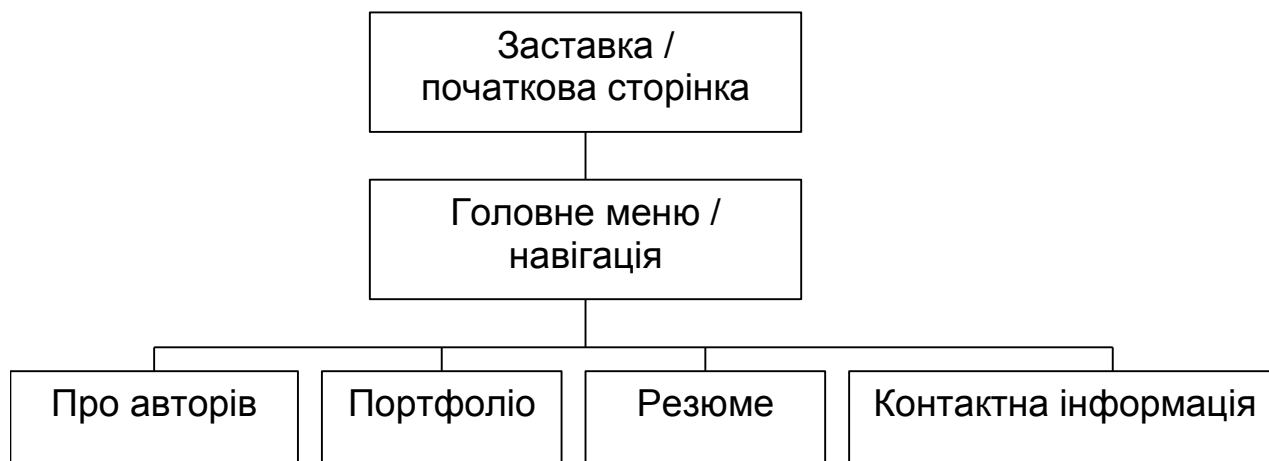 Заставка /
початкова сторінка
Головне меню /
навігація
Про авторів
Портфоліо
Резюме
Контактна інформація